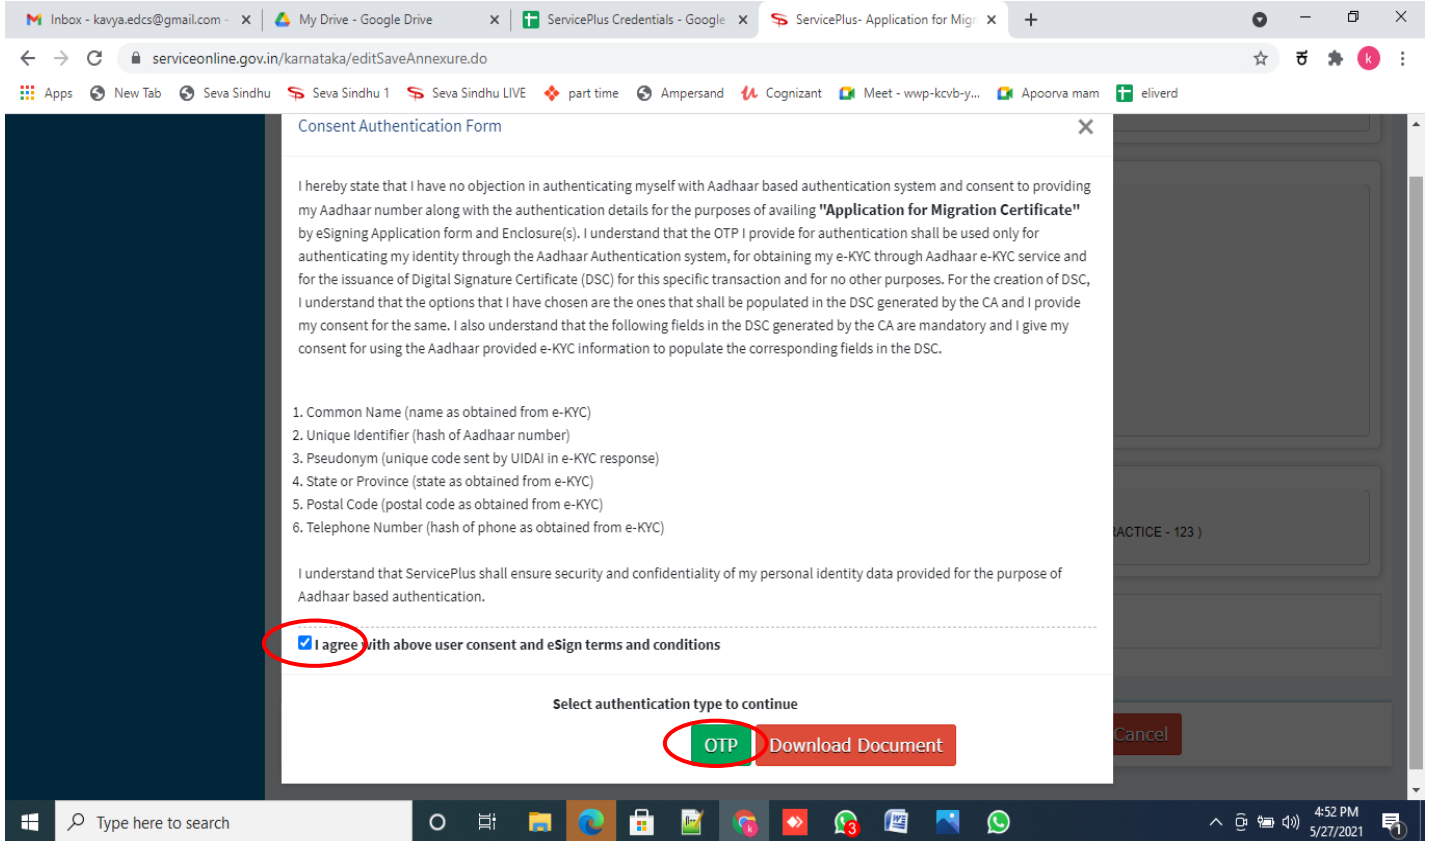 Inbox - kavya.edcs@gmail.com -
My Drive - Google Drive
ServicePlus Credentials - Google
ServicePlus- Application for Migr
serviceonline.gov.in/karnataka/editSaveAnnexure.do
ಕ
k
Apps
New Tab
Seva Sindhu
Seva Sindhu 1
Seva Sindhu LIVE
part time
Ampersand
Cognizant
Meet - wwp-kcvb-y...
Apoorva mam
eliverd
Consent Authentication Form
I hereby state that I have no objection in authenticating myself with Aadhaar based authentication system and consent to providing
my Aadhaar number along with the authentication details for the purposes of availing "Application for Migration Certificate"
by eSigning Application form and Enclosure(s). I understand that the OTP I provide for authentication shall be used only for
authenticating my identity through the Aadhaar Authentication system, for obtaining my e-KYC through Aadhaar e-KYC service and
for the issuance of Digital Signature Certificate (DSC) for this specific transaction and for no other purposes. For the creation of DSC,
I understand that the options that I have chosen are the ones that shall be populated in the DSC generated by the CA and I provide
my consent for the same. I also understand that the following fields in the DSC generated by the CA are mandatory and I give my
consent for using the Aadhaar provided e-KYC information to populate the corresponding fields in the DSC.
1. Common Name (name as obtained from e-KYC)
2. Unique Identifier (hash of Aadhaar number)
3. Pseudonym (unique code sent by UIDAI in e-KYC response)
4. State or Province (state as obtained from e-KYC)
5. Postal Code (postal code as obtained from e-KYC)
6. Telephone Number (hash of phone as obtained from e-KYC)
RACTICE - 123 )
I understand that ServicePlus shall ensure security and confidentiality of my personal identity data provided for the purpose of
Aadhaar based authentication.
I agree with above user consent and eSign terms and conditions
Select authentication type to continue
OTP
Download Document
Cancel
Type here to search
3
4:52 PM
5/27/2021
1